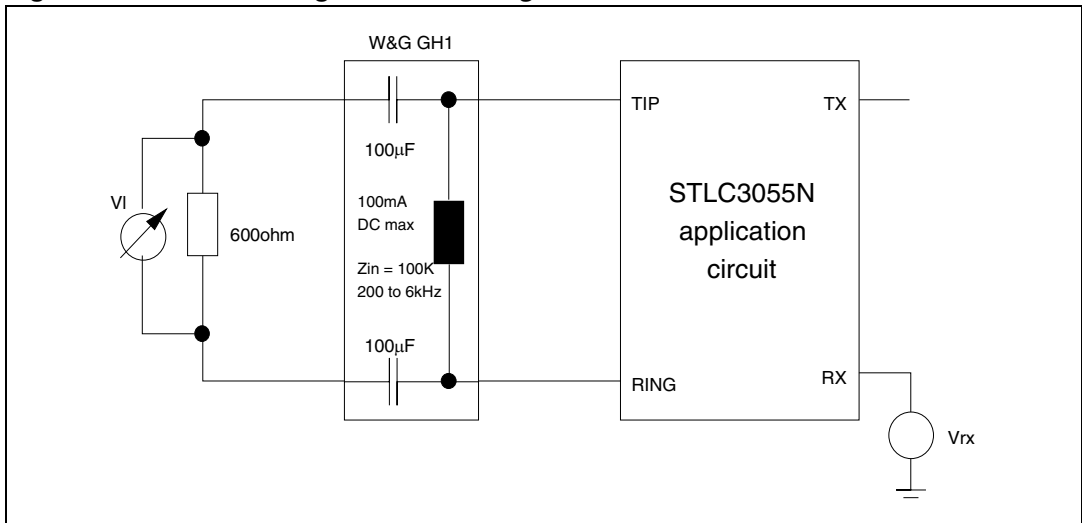 W&G GH1
TIP
TX
100μF
VI
600ohm
100mA
DC max
Zin = 100K
200 to 6kHz
STLC3055N
application
circuit
100μF
RING
RX
Vrx